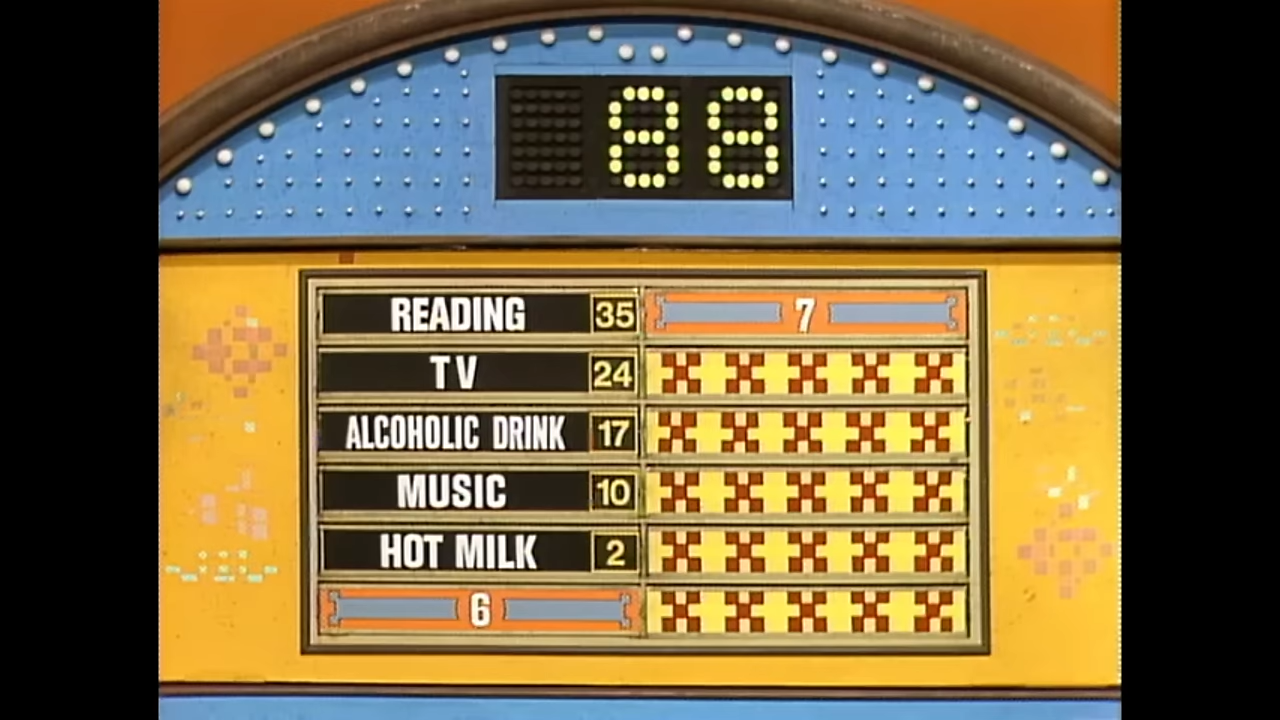 88
READING 35 7
TV 24
ALCOHOLIC DRINK 17
MUSIC 10
HOT MILK 2
6